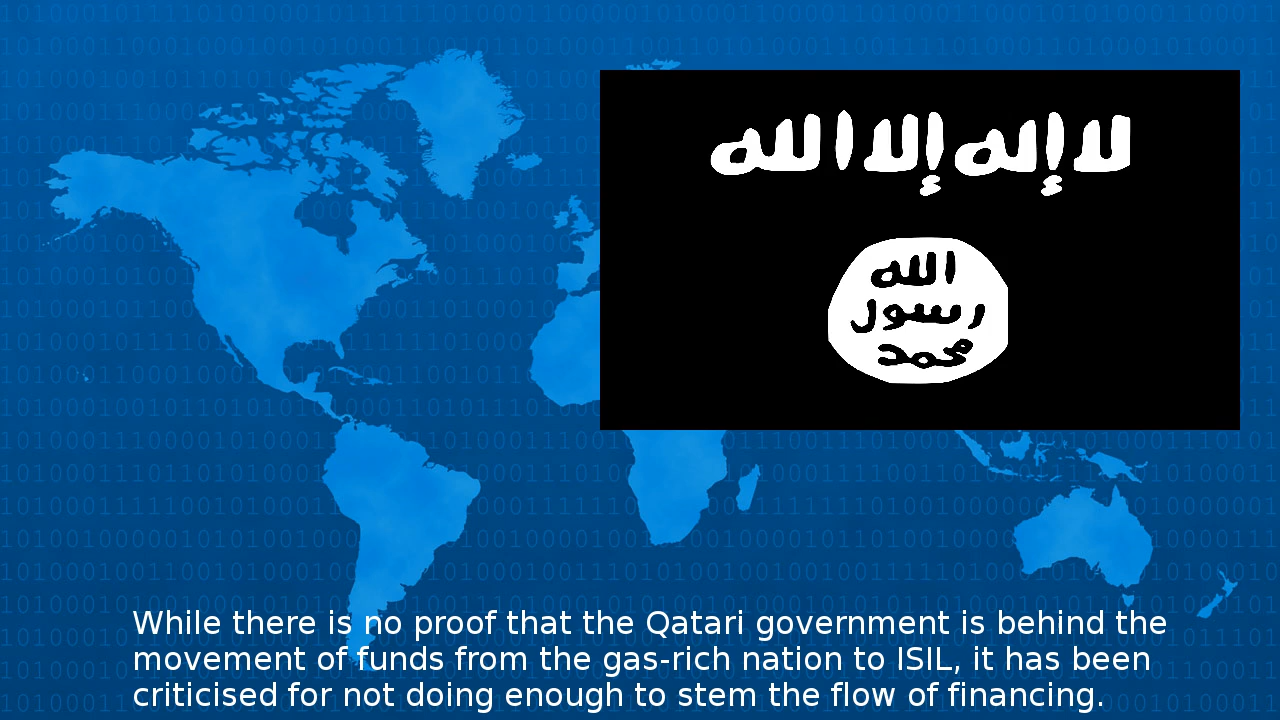 لا إله إلا الله
الله
رسول
محمد
While there is no proof that the Qatari government is behind the
movement of funds from the gas-rich nation to ISIL, it has been
criticised for not doing enough to stem the flow of financing.